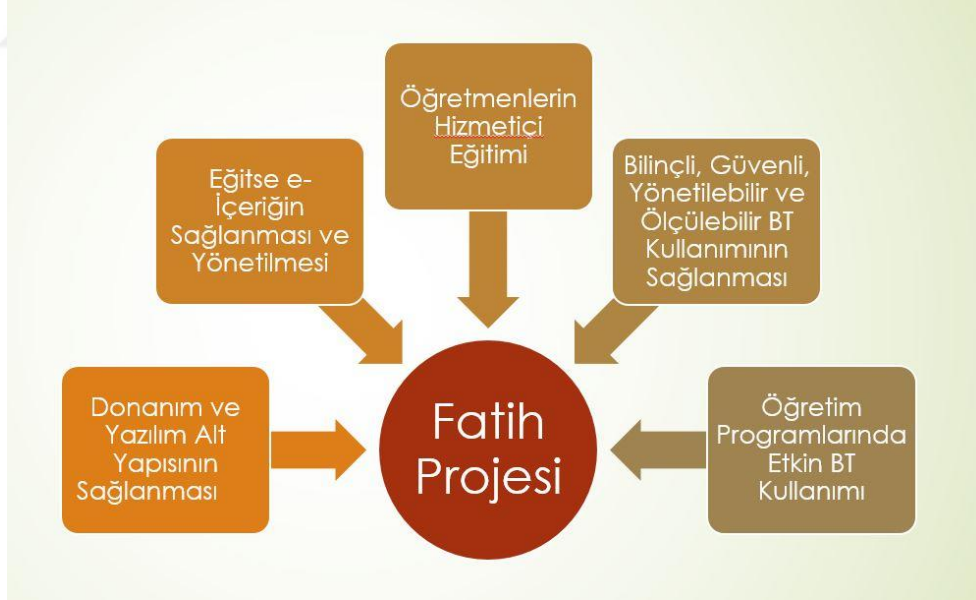 Öğretmenlerin
Hizmetiçi
Eğitimi
Eğitse e-
İçeriğin
Sağlanması ve
Yönetilmesi
Bilinçli, Güvenli,
Yönetilebilir ve
Ölçülebilir BT
Kullanımının
Sağlanması
Donanım ve
Yazılım Alt
Yapısının
Sağlanması
Fatih
Projesi
Öğretim
Programlarında
Etkin BT
Kullanımı